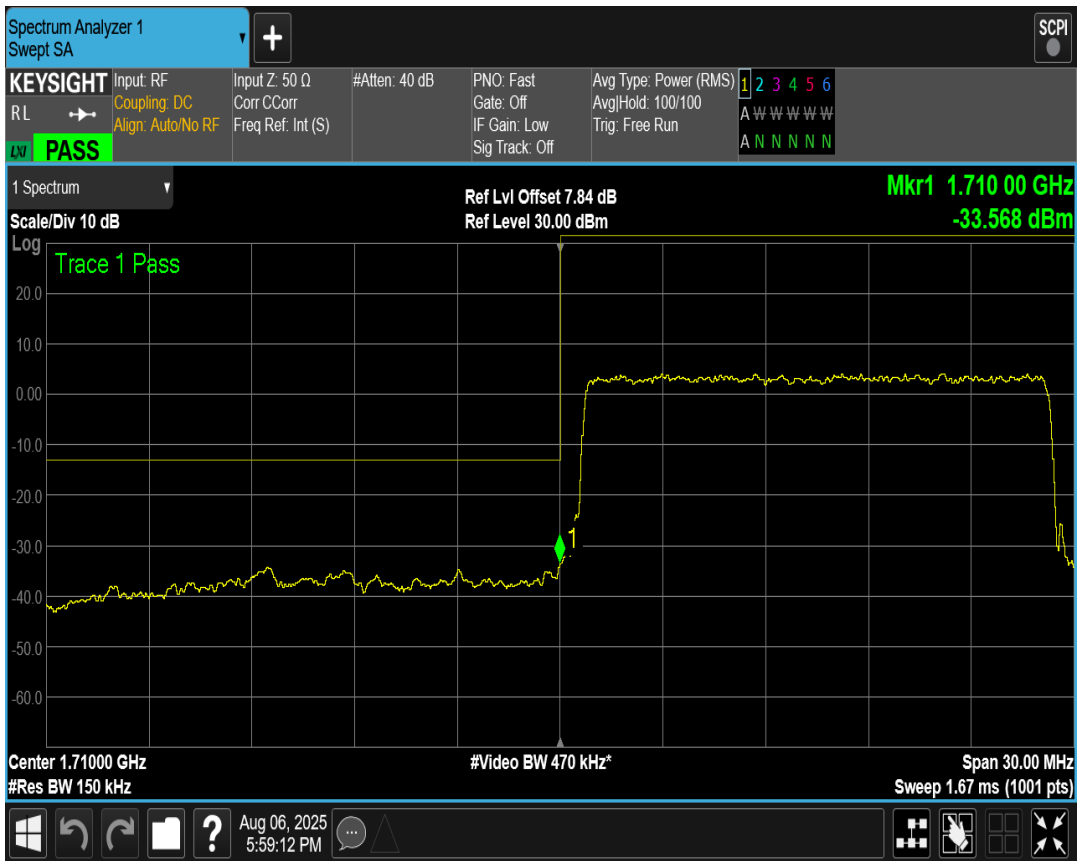 Spectrum Analyzer 1
Swept SA
▼
+
SCPI
KEYSIGHT
RL
LXI PASS
Input: RF
Coupling: DC
Align: Auto/No RF
Input Z: 50 Ω
Corr CCorr
Freq Ref: Int (S)
#Atten: 40 dB
PNO: Fast
Gate: Off
IF Gain: Low
Sig Track: Off
Avg Type: Power (RMS)
Avg|Hold: 100/100
Trig: Free Run
1 2 3 4 5 6
A W W W W W
A N N N N N
1 Spectrum ▼
Scale/Div 10 dB
Ref Lvl Offset 7.84 dB
Ref Level 30.00 dBm
Mkr1 1.710 00 GHz
-33.568 dBm
Log
Trace 1 Pass
20.0
10.0
0.00
-10.0
-20.0
-30.0
-40.0
-50.0
-60.0
Center 1.71000 GHz
#Res BW 150 kHz
#Video BW 470 kHz*
Span 30.00 MHz
Sweep 1.67 ms (1001 pts)
?
Aug 06, 2025
5:59:12 PM